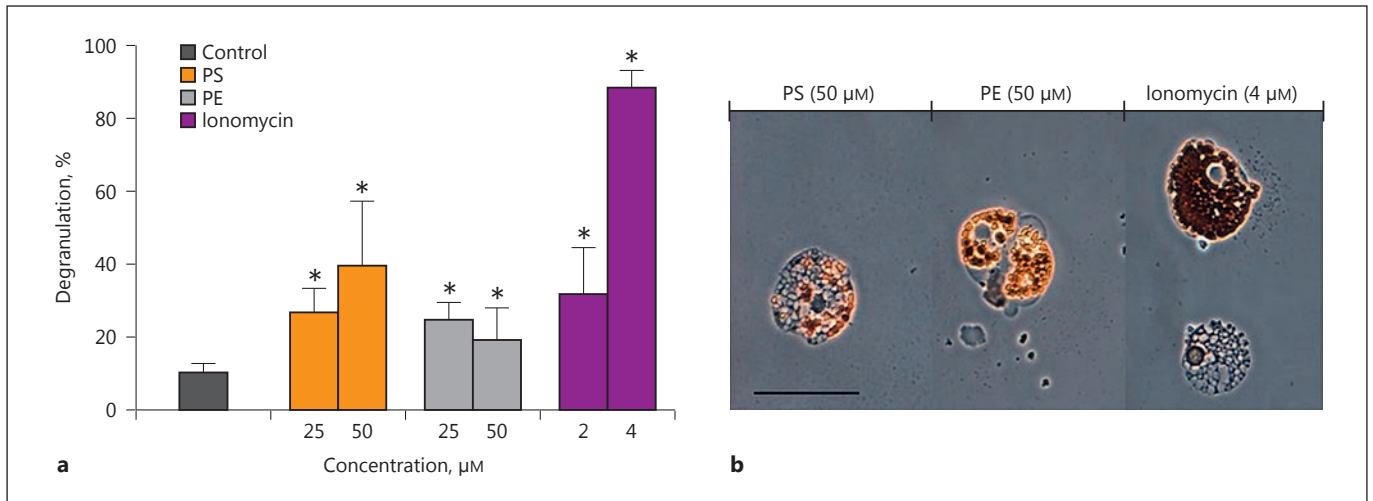 100
80
60
40
20
0
Degranulation, %
Control
PS
PE
Ionomycin
*
*
*
*
*
*
25 50 25 50 2 4
Concentration, µM
a
PS (50 µM) PE (50 µM) Ionomycin (4 µM)
b